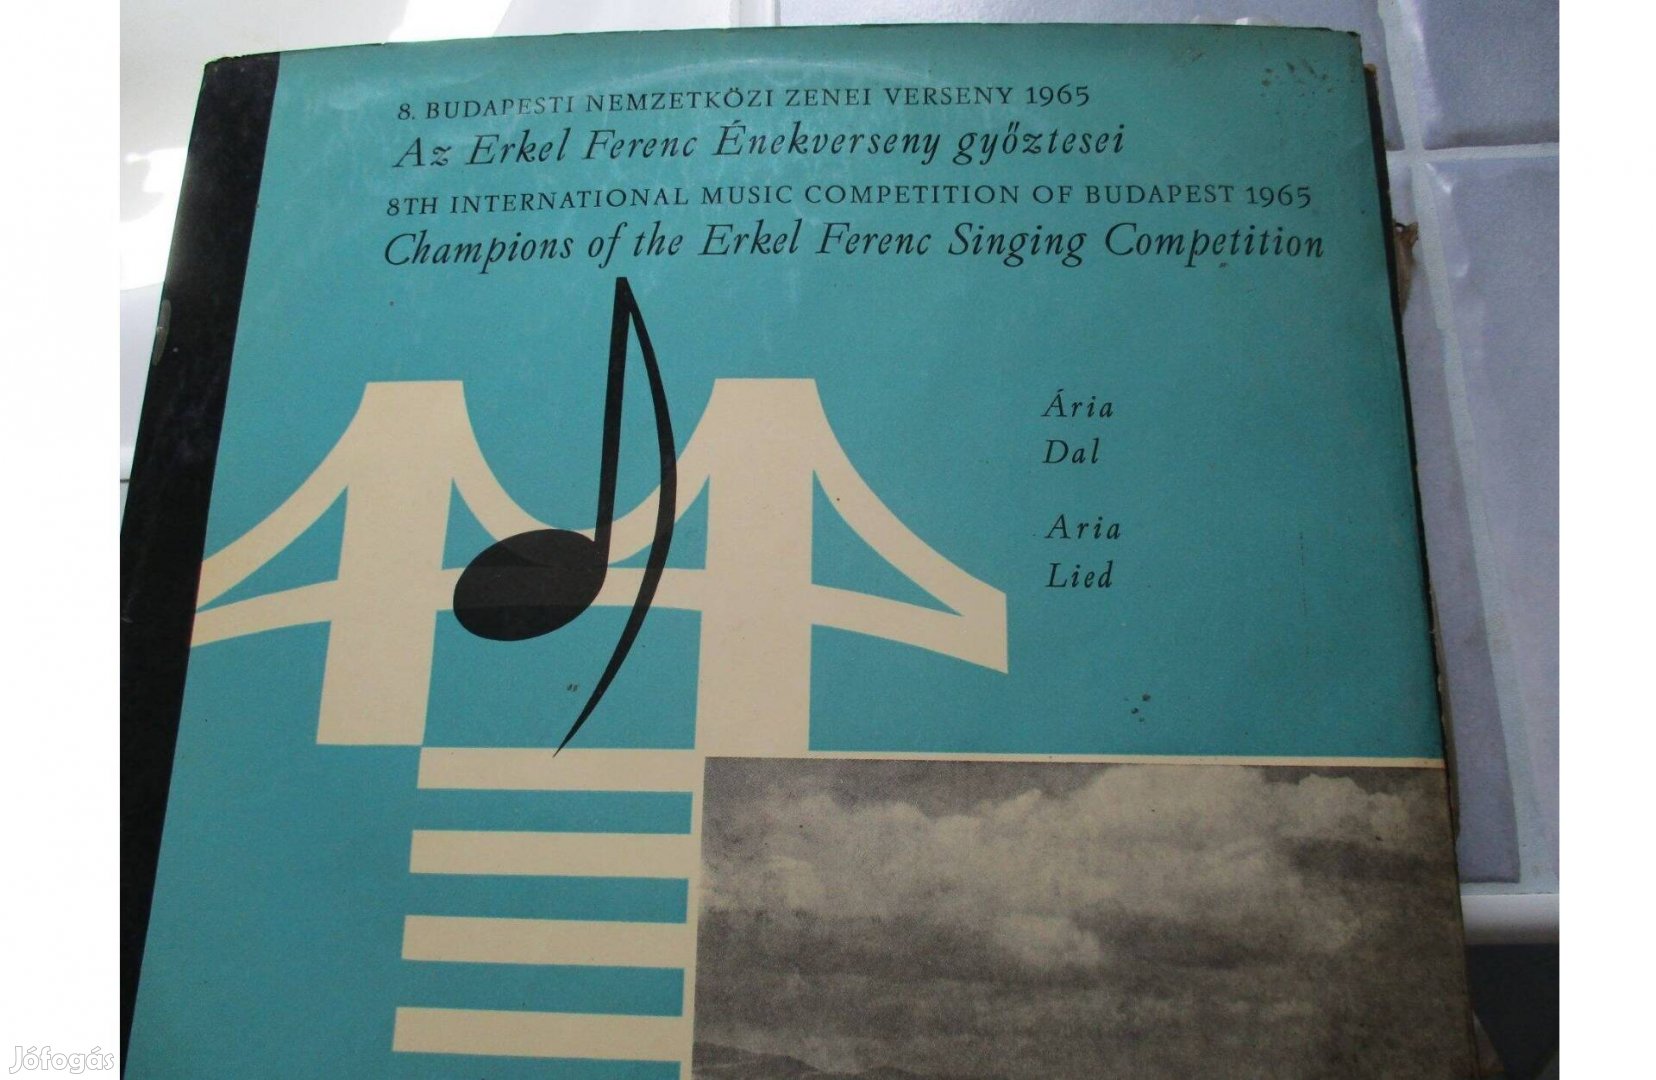 8. BUDAPESTI NEMZETKÖZI ZENEI VERSENY 1965
Az Erkel Ferenc Énekverseny győztesei
8TH INTERNATIONAL MUSIC COMPETITION OF BUDAPEST 1965
Champions of the Erkel Ferenc Singing Competition
Ária
Dal
Aria
Lied
Jófogás